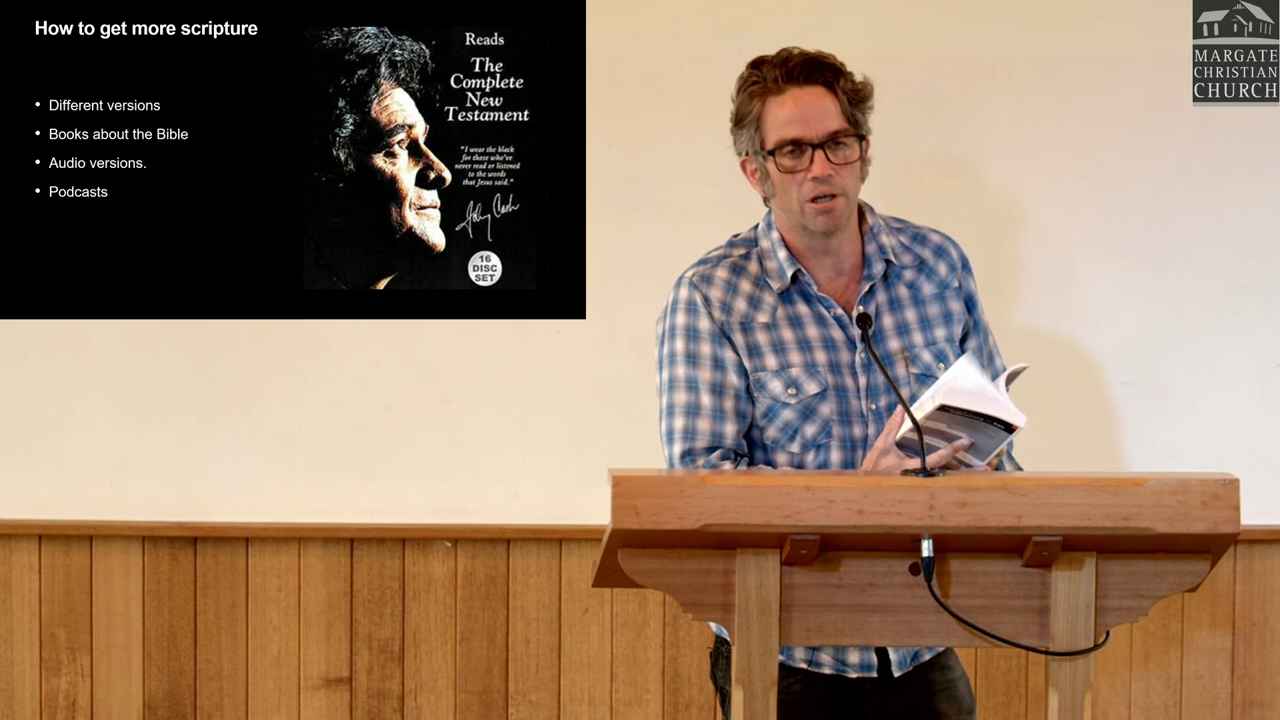 How to get more scripture
• Different versions
• Books about the Bible
• Audio versions.
• Podcasts
Reads
The
Complete
New
Testament
"I wear the black
for those who've
never read or listened
to the words
that Jesus said."
Johnny Cash
16
DISC
SET
MARGATE
CHRISTIAN
CHURCH